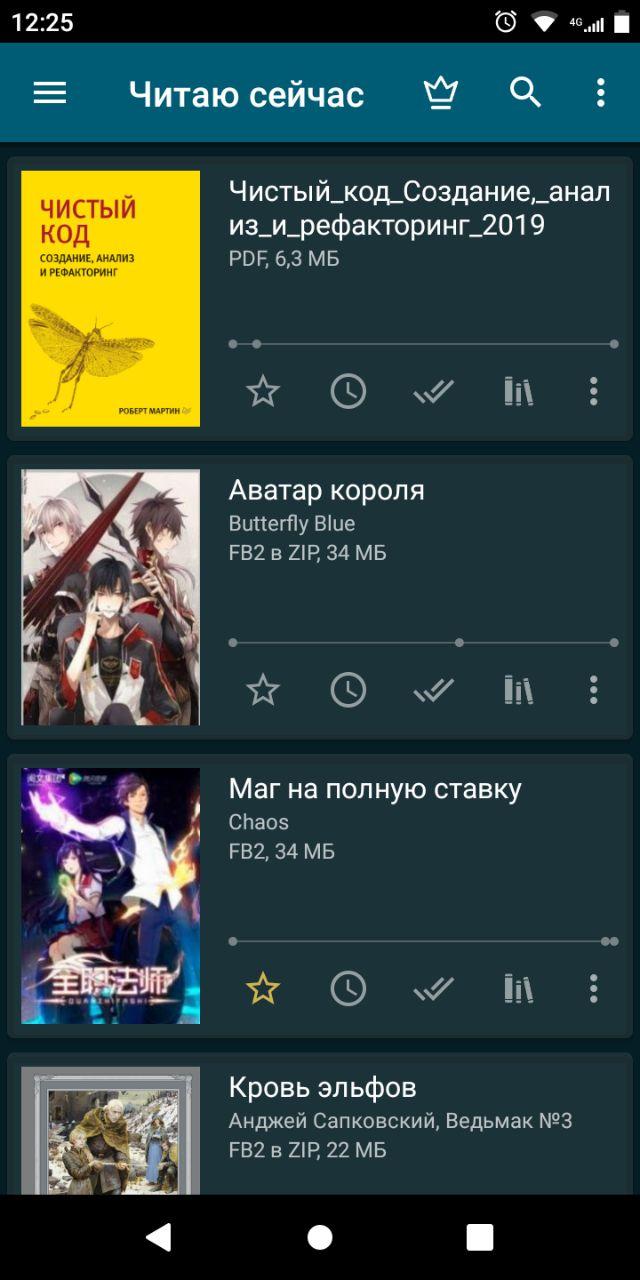 12:25
4G
Читаю сейчас
ЧИСТЫЙ
КОД
СОЗДАНИЕ, АНАЛИЗ
И РЕФАКТОРИНГ
РОБЕРТ МАРТИН
Чистый_код_Создание,_анал
из_и_рефакторинг_2019
PDF, 6,3 МБ
Аватар короля
Butterfly Blue
FB2 в ZIP, 34 МБ
全职法师
QUANZHIFASHI
Маг на полную ставку
Chaos
FB2, 34 МБ
Кровь эльфов
Анджей Сапковский, Ведьмак №3
FB2 в ZIP, 22 МБ